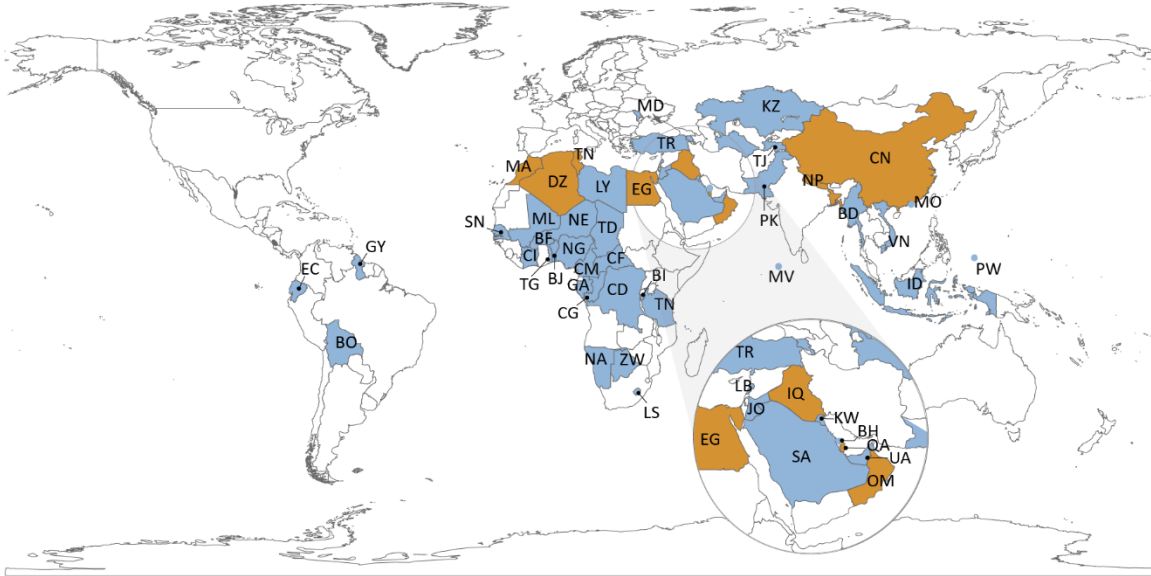 MD
KZ
TR
TJ
CN
MA
TN
DZ
LY
EG
NP
PK
BD
MO
VN
SN
ML
NE
TD
BF
CI
NG
CF
TG
BJ
CM
GA
CG
CD
BI
TN
MV
PW
ID
GY
EC
BO
NA
ZW
LS
TR
LB
IQ
JO
KW
EG
BH
QA
SA
UA
OM